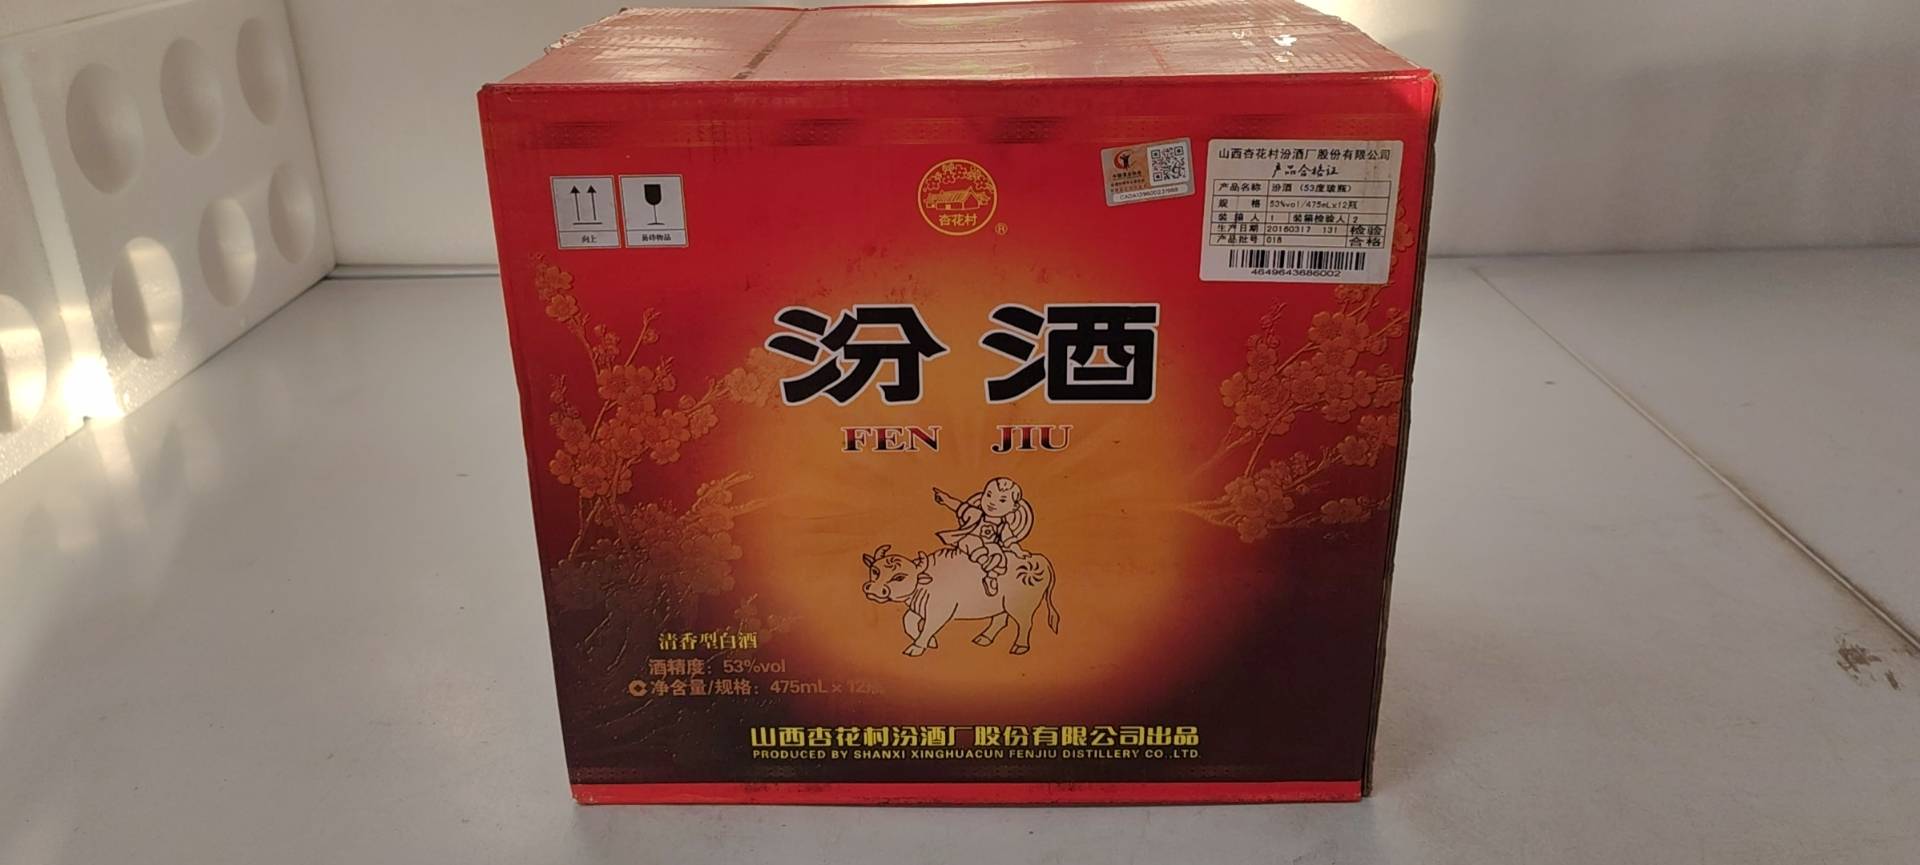 杏花村
®
向上
易碎物品
山西杏花村汾酒厂股份有限公司
产品合格证
产品名称 汾酒 (53度玻瓶)
规 格 53%vol/475mLx12瓶
装箱人 1 装箱检验人 2
生产日期 20160317 131 检验
产品批号 018 合格
4649643686002
汾酒
FEN JIU
清香型白酒
酒精度：53%vol
净含量/规格：475mL×12瓶
山西杏花村汾酒厂股份有限公司出品
PRODUCED BY SHANXI XINGHUACUN FENJIU DISTILLERY CO.,LTD.